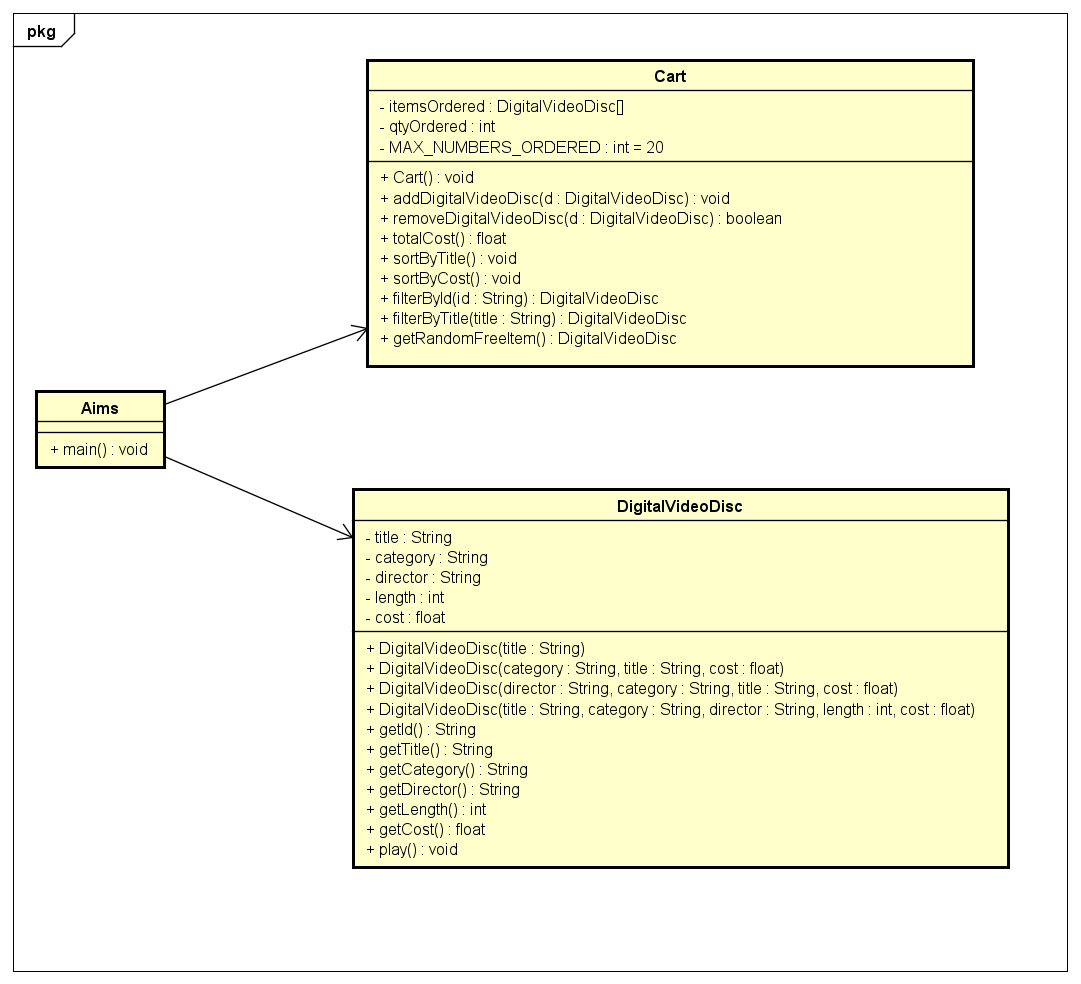 pkg
Cart
- itemsOrdered : DigitalVideoDisc[]
- qtyOrdered : int
- MAX_NUMBERS_ORDERED : int = 20
+ Cart() : void
+ addDigitalVideoDisc(d : DigitalVideoDisc) : void
+ removeDigitalVideoDisc(d : DigitalVideoDisc) : boolean
+ totalCost() : float
+ sortByTitle() : void
+ sortByCost() : void
+ filterById(id : String) : DigitalVideoDisc
+ filterByTitle(title : String) : DigitalVideoDisc
+ getRandomFreeItem() : DigitalVideoDisc
Aims
+ main() : void
DigitalVideoDisc
- title : String
- category : String
- director : String
- length : int
- cost : float
+ DigitalVideoDisc(title : String)
+ DigitalVideoDisc(category : String, title : String, cost : float)
+ DigitalVideoDisc(director : String, category : String, title : String, cost : float)
+ DigitalVideoDisc(title : String, category : String, director : String, length : int, cost : float)
+ getId() : String
+ getTitle() : String
+ getCategory() : String
+ getDirector() : String
+ getLength() : int
+ getCost() : float
+ play() : void